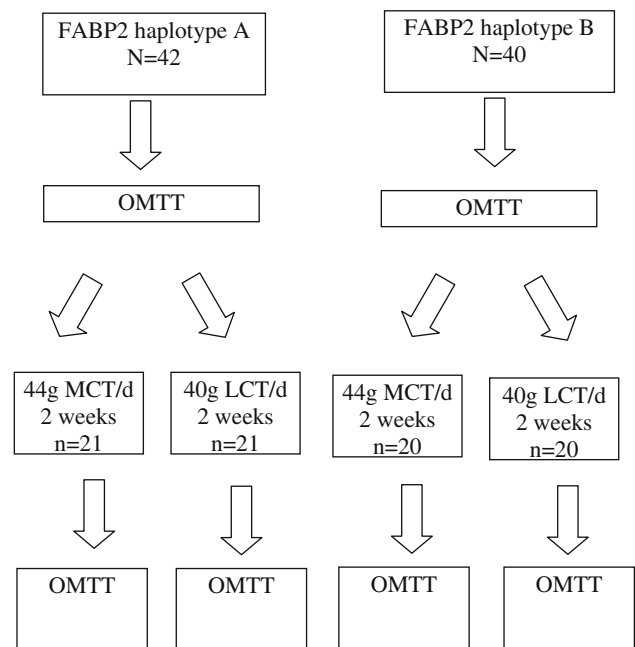 FABP2 haplotype A
N=42
FABP2 haplotype B
N=40
OMTT
OMTT
44g MCT/d
2 weeks
n=21
40g LCT/d
2 weeks
n=21
44g MCT/d
2 weeks
n=20
40g LCT/d
2 weeks
n=20
OMTT
OMTT
OMTT
OMTT